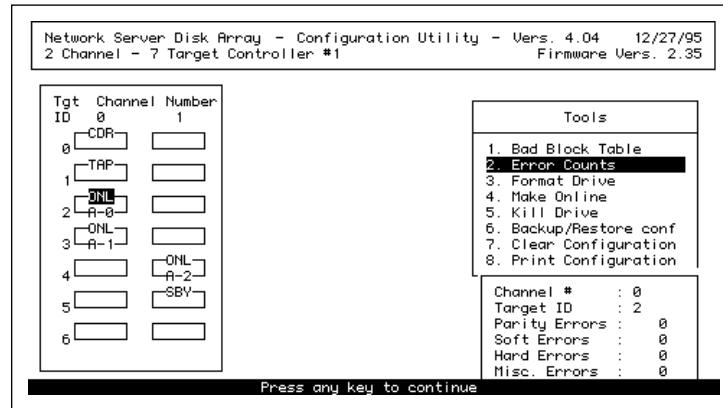 Network Server Disk Array - Configuration Utility - Vers. 4.04 12/27/95
2 Channel - 7 Target Controller #1 Firmware Vers. 2.35
Tgt Channel Number
ID 0 1
CDR
0
TAP
1
ONL
2 A-0
ONL
3 A-1
ONL
4 A-2
SBY
5
6
Tools
1. Bad Block Table
2. Error Counts
3. Format Drive
4. Make Online
5. Kill Drive
6. Backup/Restore conf
7. Clear Configuration
8. Print Configuration
Channel # : 0
Target ID : 2
Parity Errors : 0
Soft Errors : 0
Hard Errors : 0
Misc. Errors : 0
Press any key to continue